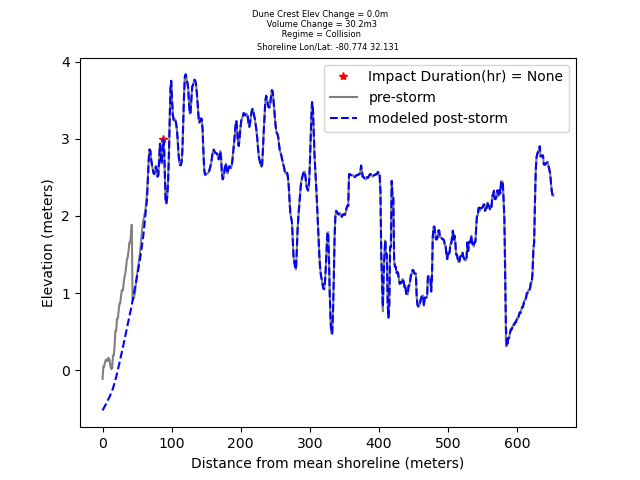 Dune Crest Elev Change = 0.0m
Volume Change = 30.2m3
Regime = Collision
Shoreline Lon/Lat: -80.774 32.131
Impact Duration(hr) = None
pre-storm
modeled post-storm
Elevation (meters)
4
3
2
1
0
0 100 200 300 400 500 600
Distance from mean shoreline (meters)